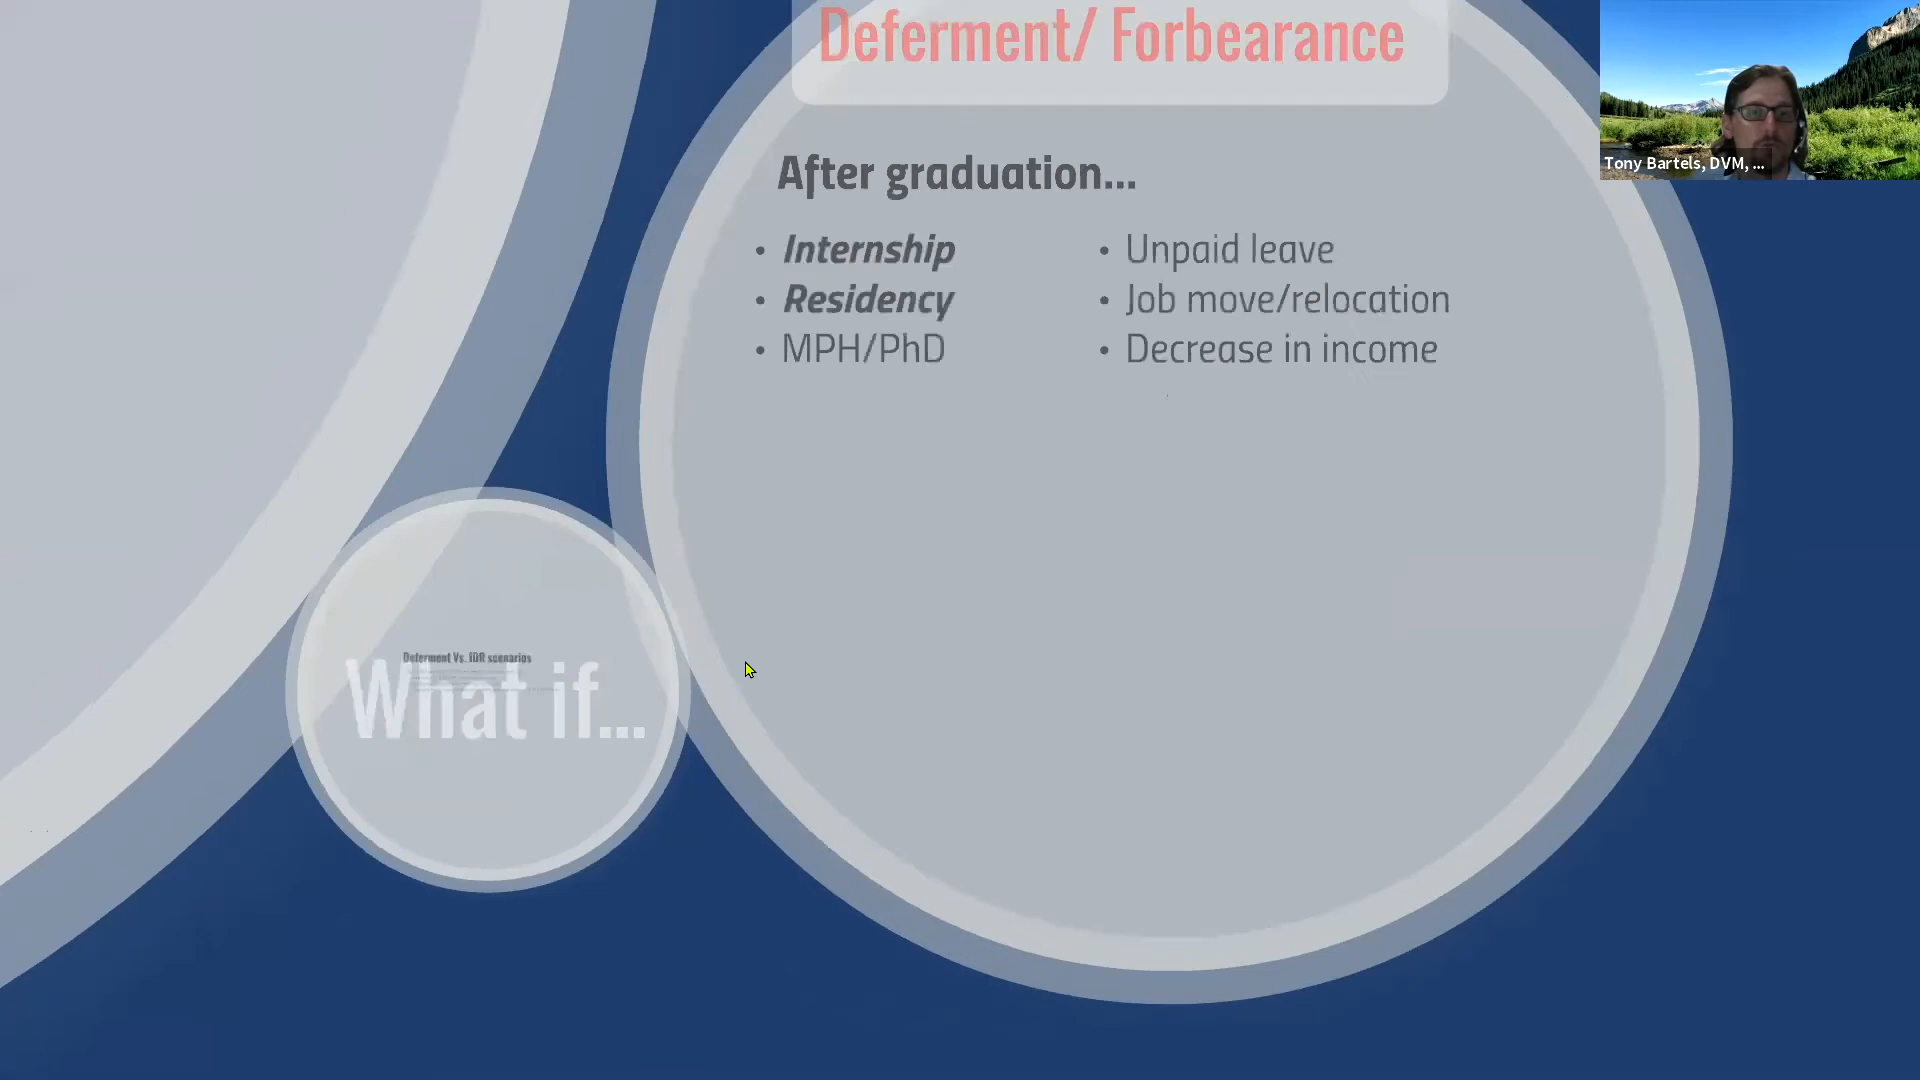 Deferment/ Forbearance
After graduation...
• Internship
• Residency
• MPH/PhD
• Unpaid leave
• Job move/relocation
• Decrease in income
Tony Bartels, DVM, ...
Deferment Vs. IDR scenarios
What if...